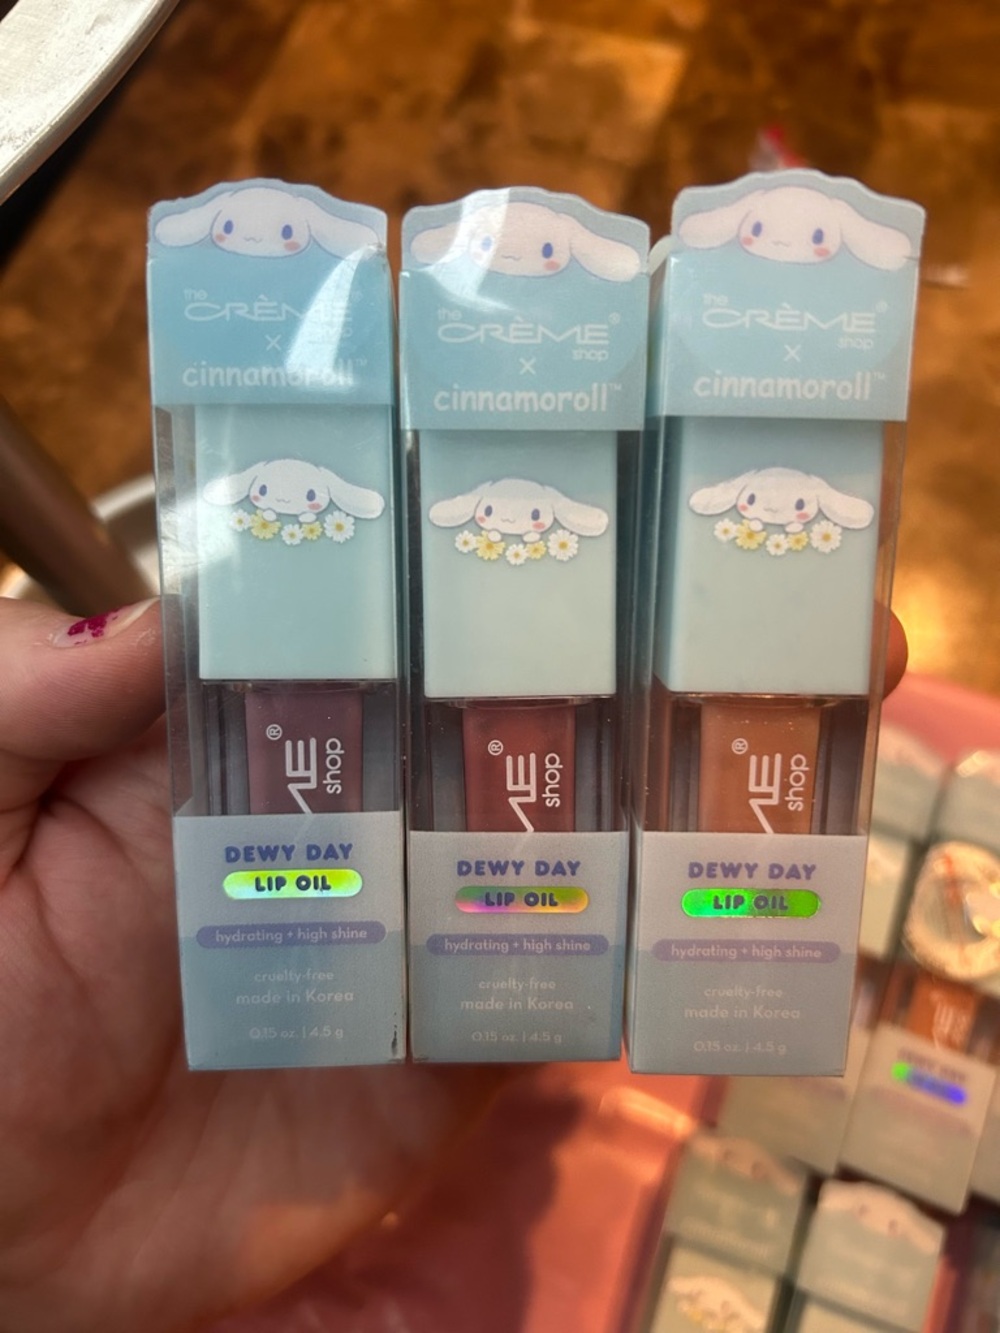 the
CRÈME®
shop
×
cinnamoroll™
ME®
shop
DEWY DAY
LIP OIL
hydrating + high shine
cruelty-free
made in Korea
0.15 oz. | 4.5 g
the
CRÈME®
shop
×
cinnamoroll™
ME®
shop
DEWY DAY
LIP OIL
hydrating + high shine
cruelty-free
made in Korea
0.15 oz. | 4.5 g
the
CRÈME®
shop
×
cinnamoroll™
ME®
shop
DEWY DAY
LIP OIL
hydrating + high shine
cruelty-free
made in Korea
0.15 oz. | 4.5 g